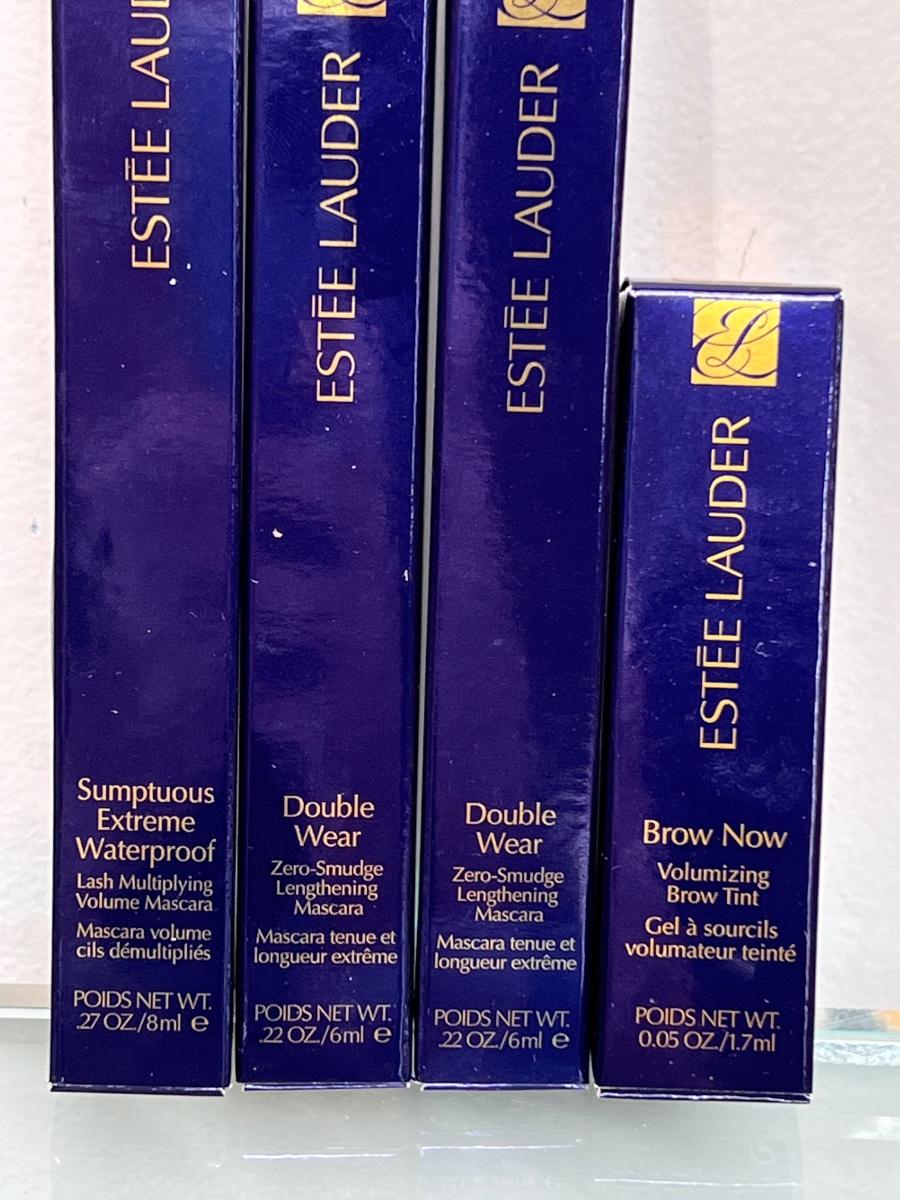 ESTĒE LAUD
Sumptuous
Extreme
Waterproof
Lash Multiplying
Volume Mascara
Mascara volume
cils démultipliés
POIDS NET WT.
.27 OZ./8ml e
ESTĒE LAUDER
Double
Wear
Zero-Smudge
Lengthening
Mascara
Mascara tenue et
longueur extrême
POIDS NET WT.
.22 OZ./6ml e
ESTĒE LAUDER
Double
Wear
Zero-Smudge
Lengthening
Mascara
Mascara tenue et
longueur extrême
POIDS NET WT.
.22 OZ./6ml e
EL
ESTĒE LAUDER
Brow Now
Volumizing
Brow Tint
Gel à sourcils
volumateur teinté
POIDS NET WT.
0.05 OZ./1.7ml